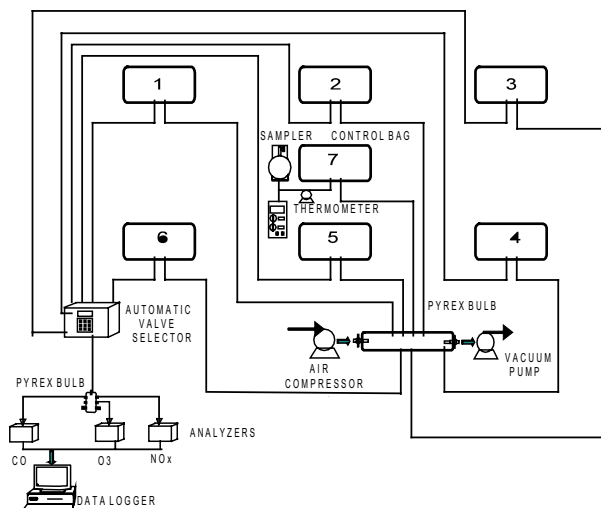 1
2
3
SAMPLER
CONTROL BAG
7
THERMOMETER
6
5
4
PYREX BULB
AUTOMATIC
VALVE
SELECTOR
AIR
COMPRESSOR
VACUUM
PUMP
PYREX BULB
ANALYZERS
CO
O3
NOx
DATA LOGGER